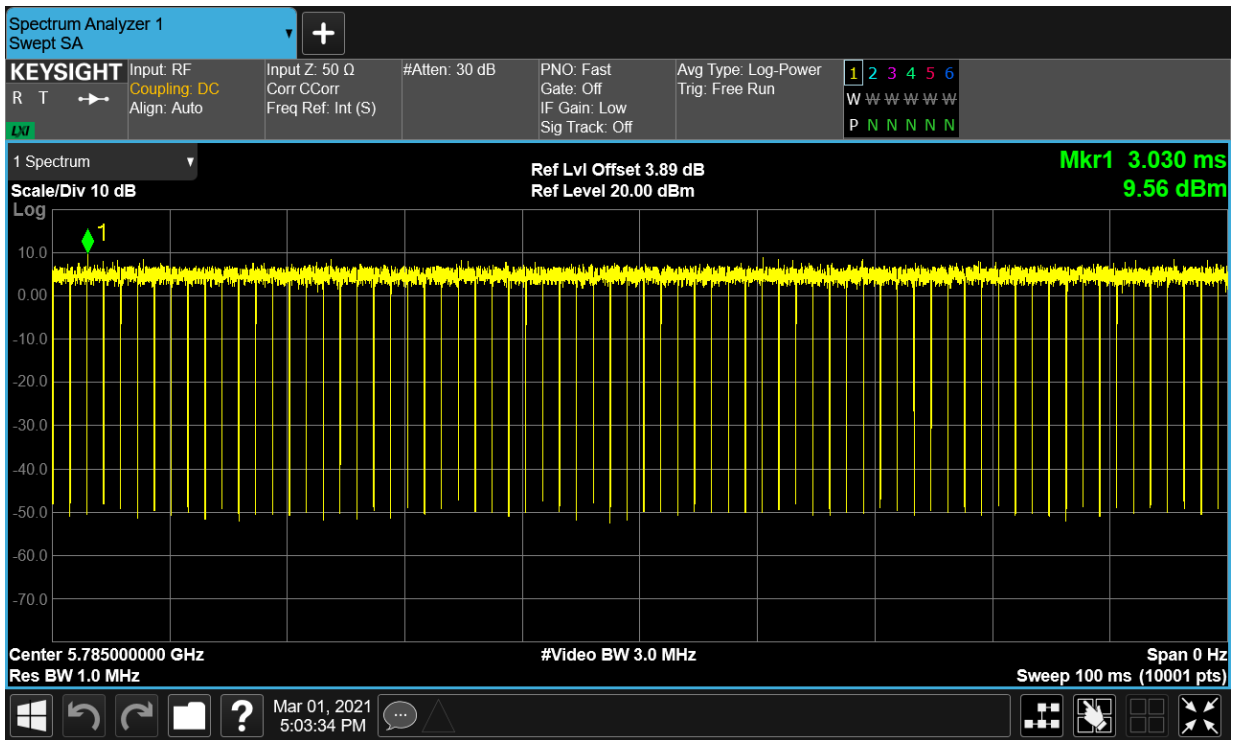 Spectrum Analyzer 1
Swept SA
KEYSIGHT
R T
LXI
Input: RF
Coupling: DC
Align: Auto
Input Z: 50 Ω
Corr CCorr
Freq Ref: Int (S)
#Atten: 30 dB
PNO: Fast
Gate: Off
IF Gain: Low
Sig Track: Off
Avg Type: Log-Power
Trig: Free Run
1 2 3 4 5 6
W W W W W W
P N N N N N
1 Spectrum
Scale/Div 10 dB
Log
Ref Lvl Offset 3.89 dB
Ref Level 20.00 dBm
Mkr1 3.030 ms
9.56 dBm
1
10.0
0.00
-10.0
-20.0
-30.0
-40.0
-50.0
-60.0
-70.0
Center 5.785000000 GHz
Res BW 1.0 MHz
#Video BW 3.0 MHz
Span 0 Hz
Sweep 100 ms (10001 pts)
?
Mar 01, 2021
5:03:34 PM